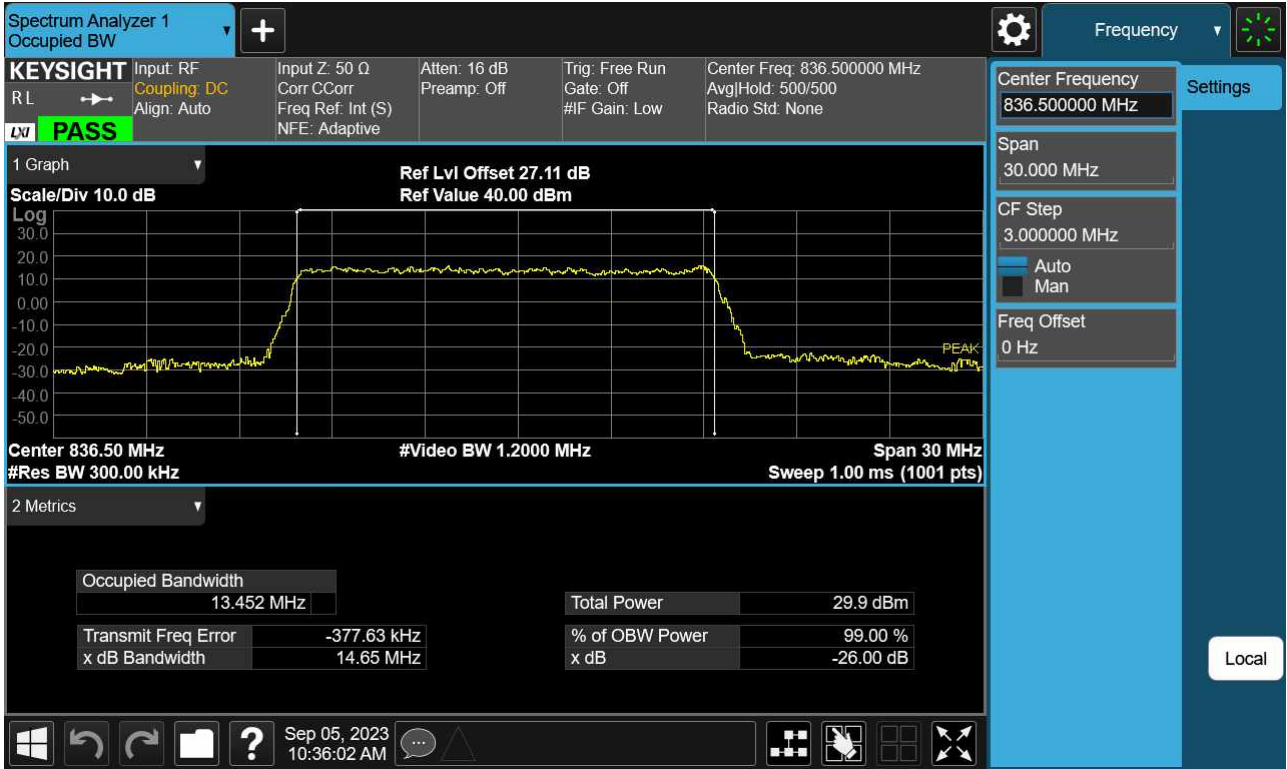 Spectrum Analyzer 1
Occupied BW
Frequency
KEYSIGHT
RL
LXI
PASS
Input: RF
Coupling: DC
Align: Auto
Input Z: 50 Ω
Corr CCorr
Freq Ref: Int (S)
NFE: Adaptive
Atten: 16 dB
Preamp: Off
Trig: Free Run
Gate: Off
#IF Gain: Low
Center Freq: 836.500000 MHz
Avg|Hold: 500/500
Radio Std: None
Center Frequency
836.500000 MHz
Settings
Span
30.000 MHz
CF Step
3.000000 MHz
Auto
Man
Freq Offset
0 Hz
Local
1 Graph
Ref Lvl Offset 27.11 dB
Scale/Div 10.0 dB
Ref Value 40.00 dBm
Log
30.0
20.0
10.0
0.00
-10.0
-20.0
-30.0
-40.0
-50.0
PEAK
Center 836.50 MHz
#Video BW 1.2000 MHz
Span 30 MHz
#Res BW 300.00 kHz
Sweep 1.00 ms (1001 pts)
2 Metrics
Occupied Bandwidth
13.452 MHz
Total Power 29.9 dBm
Transmit Freq Error -377.63 kHz
% of OBW Power 99.00 %
x dB Bandwidth 14.65 MHz
x dB -26.00 dB
?
Sep 05, 2023
10:36:02 AM